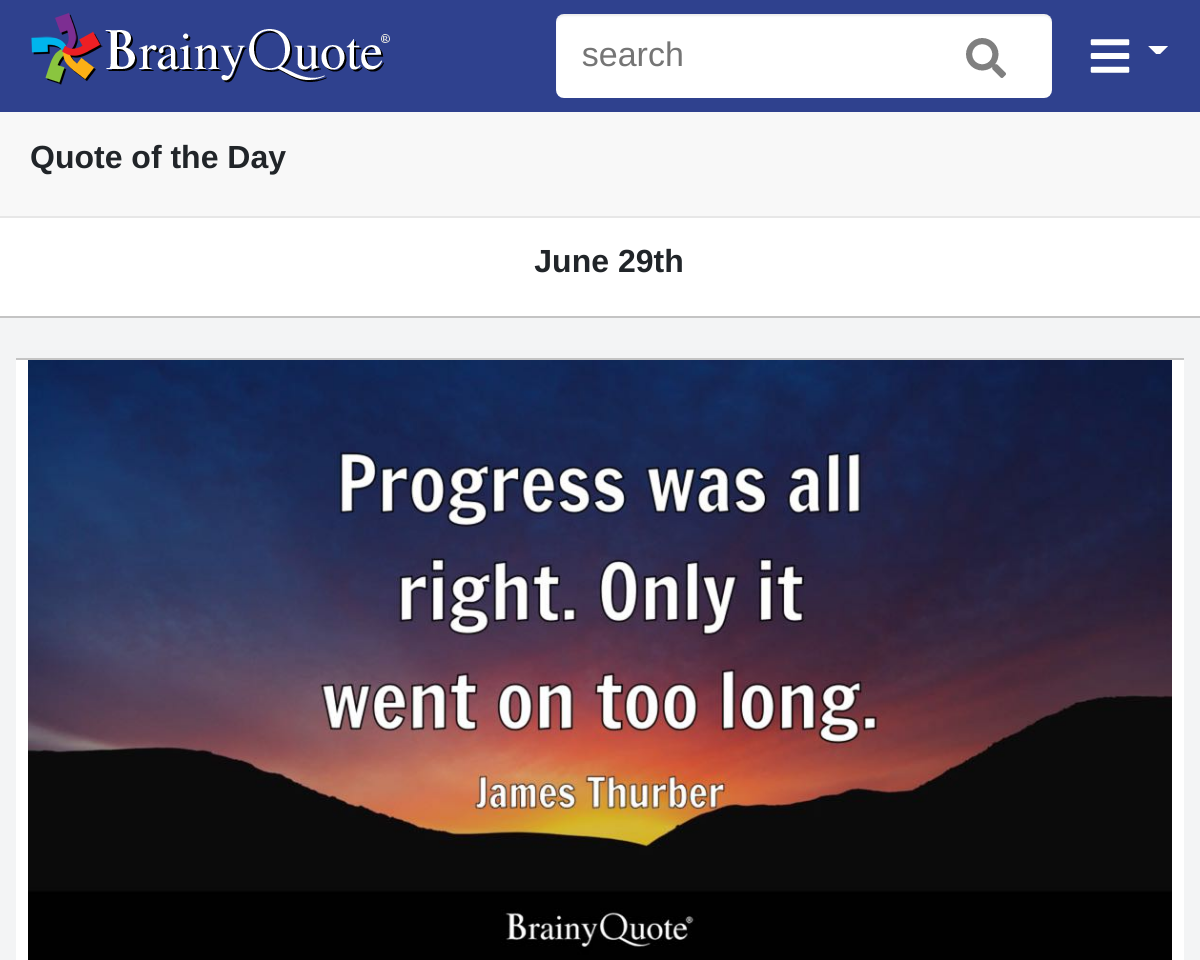 BrainyQuote®
search
Quote of the Day
June 29th
Progress was all
right. Only it
went on too long.
James Thurber
BrainyQuote®